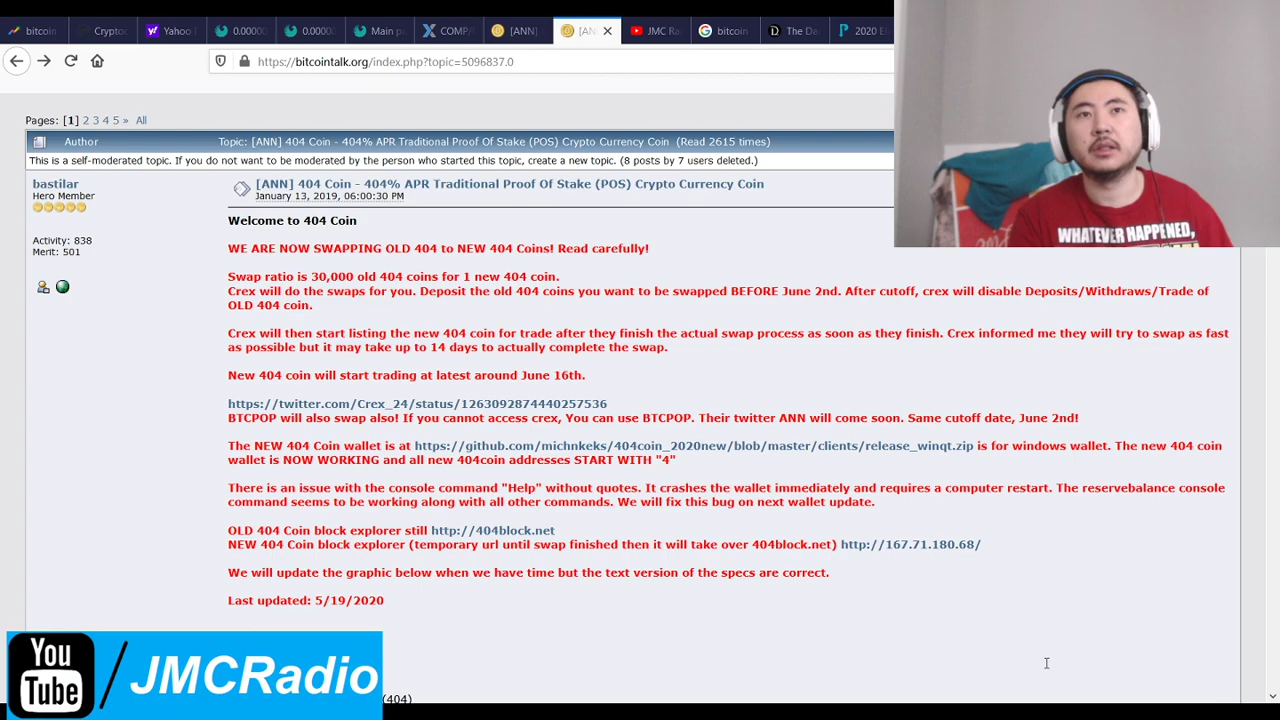 bitcoin
Cryptoc
Yahoo I
0.00000
0.00000
Main p
COMP/
[ANN]
[AN
JMC Ra
bitcoin
The Da
2020 E
https://bitcointalk.org/index.php?topic=5096837.0
Pages: [1] 2 3 4 5 » All
Author
Topic: [ANN] 404 Coin - 404% APR Traditional Proof Of Stake (POS) Crypto Currency Coin (Read 2615 times)
This is a self-moderated topic. If you do not want to be moderated by the person who started this topic, create a new topic. (8 posts by 7 users deleted.)
bastilar
Hero Member
Activity: 838
Merit: 501
[ANN] 404 Coin - 404% APR Traditional Proof Of Stake (POS) Crypto Currency Coin
January 13, 2019, 06:00:30 PM
Welcome to 404 Coin
WE ARE NOW SWAPPING OLD 404 to NEW 404 Coins! Read carefully!
Swap ratio is 30,000 old 404 coins for 1 new 404 coin.
Crex will do the swaps for you. Deposit the old 404 coins you want to be swapped BEFORE June 2nd. After cutoff, crex will disable Deposits/Withdraws/Trade of
OLD 404 coin.
Crex will then start listing the new 404 coin for trade after they finish the actual swap process as soon as they finish. Crex informed me they will try to swap as fast
as possible but it may take up to 14 days to actually complete the swap.
New 404 coin will start trading at latest around June 16th.
https://twitter.com/Crex_24/status/1263092874440257536
BTCPOP will also swap also! If you cannot access crex, You can use BTCPOP. Their twitter ANN will come soon. Same cutoff date, June 2nd!
The NEW 404 Coin wallet is at https://github.com/michnkeks/404coin_2020new/blob/master/clients/release_winqt.zip is for windows wallet. The new 404 coin
wallet is NOW WORKING and all new 404coin addresses START WITH "4"
There is an issue with the console command "Help" without quotes. It crashes the wallet immediately and requires a computer restart. The reservebalance console
command seems to be working along with all other commands. We will fix this bug on next wallet update.
OLD 404 Coin block explorer still http://404block.net
NEW 404 Coin block explorer (temporary url until swap finished then it will take over 404block.net) http://167.71.180.68/
We will update the graphic below when we have time but the text version of the specs are correct.
Last updated: 5/19/2020
(404)
WHATEVER HAPPENED,
You
Tube
/JMCRadio